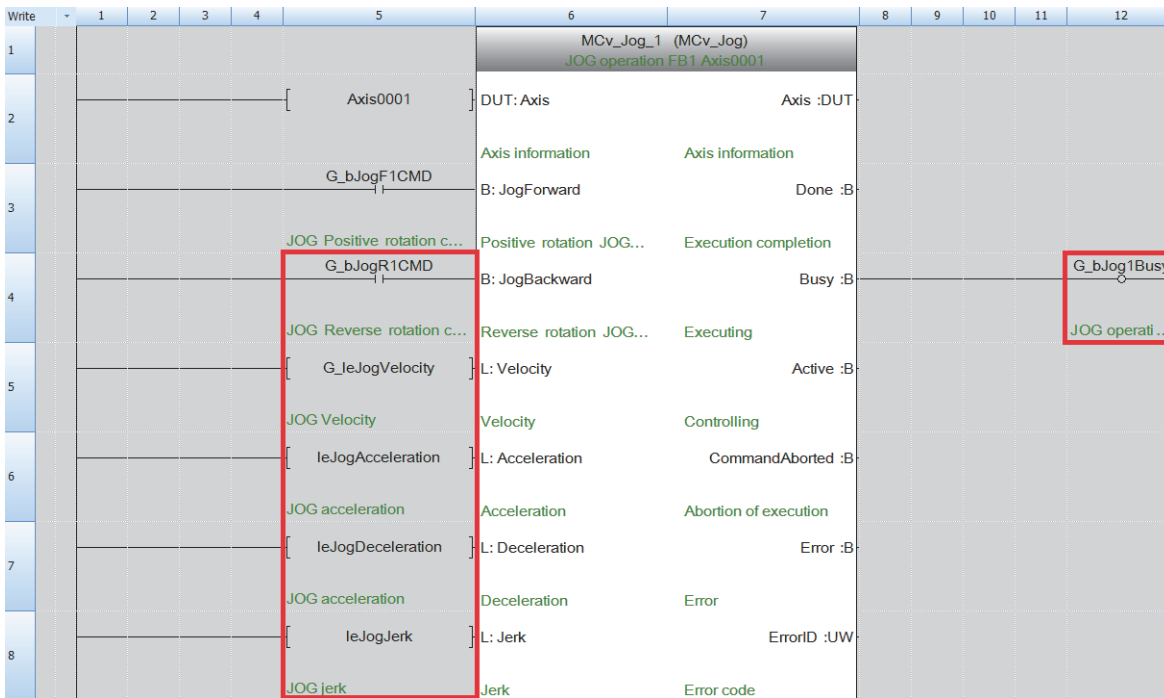 Write 1 2 3 4 5 6 7 8 9 10 11 12
1 MCv_Jog_1 (MCv_Jog)
JOG operation FB1 Axis0001
2 Axis0001 DUT: Axis Axis :DUT
Axis information Axis information
G_bJogF1CMD
3 B: JogForward Done :B
JOG Positive rotation c... Positive rotation JOG... Execution completion
G_bJogR1CMD G_bJog1Busy
4 B: JogBackward Busy :B
JOG Reverse rotation c... Reverse rotation JOG... Executing JOG operati...
5 G_leJogVelocity L: Velocity Active :B
JOG Velocity Velocity Controlling
6 leJogAcceleration L: Acceleration CommandAborted :B
JOG acceleration Acceleration Abortion of execution
7 leJogDeceleration L: Deceleration Error :B
JOG acceleration Deceleration Error
8 leJogJerk L: Jerk ErrorID :UW
JOG jerk Jerk Error code